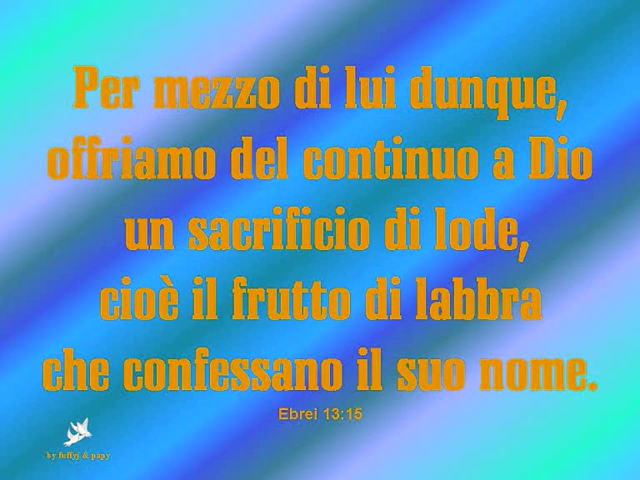 Per mezzo di lui dunque,
offriamo del continuo a Dio
un sacrificio di lode,
cioè il frutto di labbra
che confessano il suo nome.
Ebrei 13:15
by fuffyj & papy